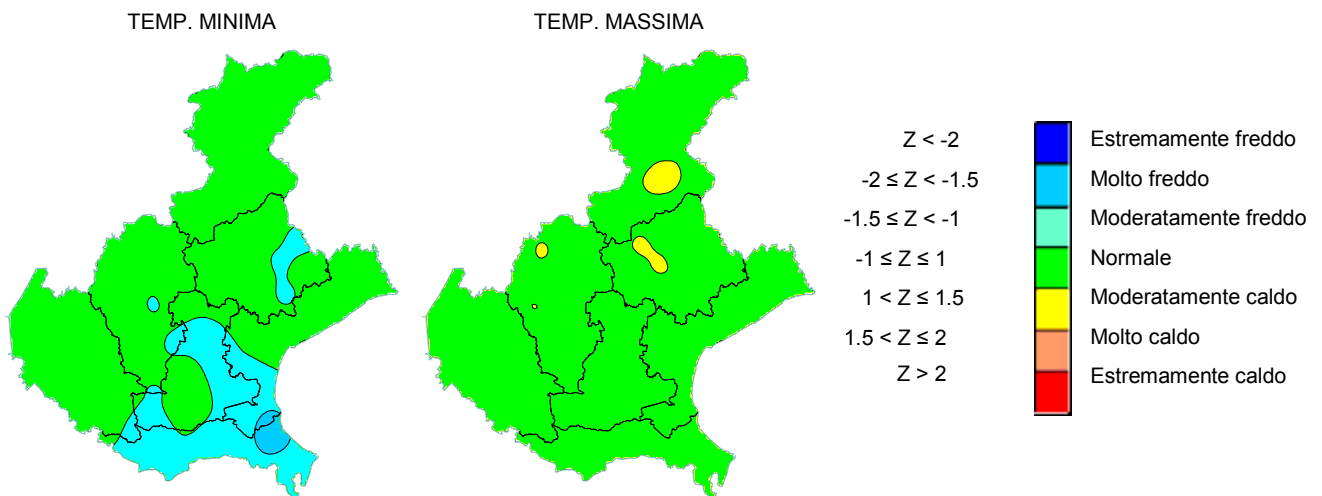 TEMP. MINIMA
TEMP. MASSIMA
Z < -2
Estremamente freddo
-2 ≤ Z < -1.5
Molto freddo
-1.5 ≤ Z < -1
Moderatamente freddo
-1 ≤ Z ≤ 1
Normale
1 < Z ≤ 1.5
Moderatamente caldo
1.5 < Z ≤ 2
Molto caldo
Z > 2
Estremamente caldo